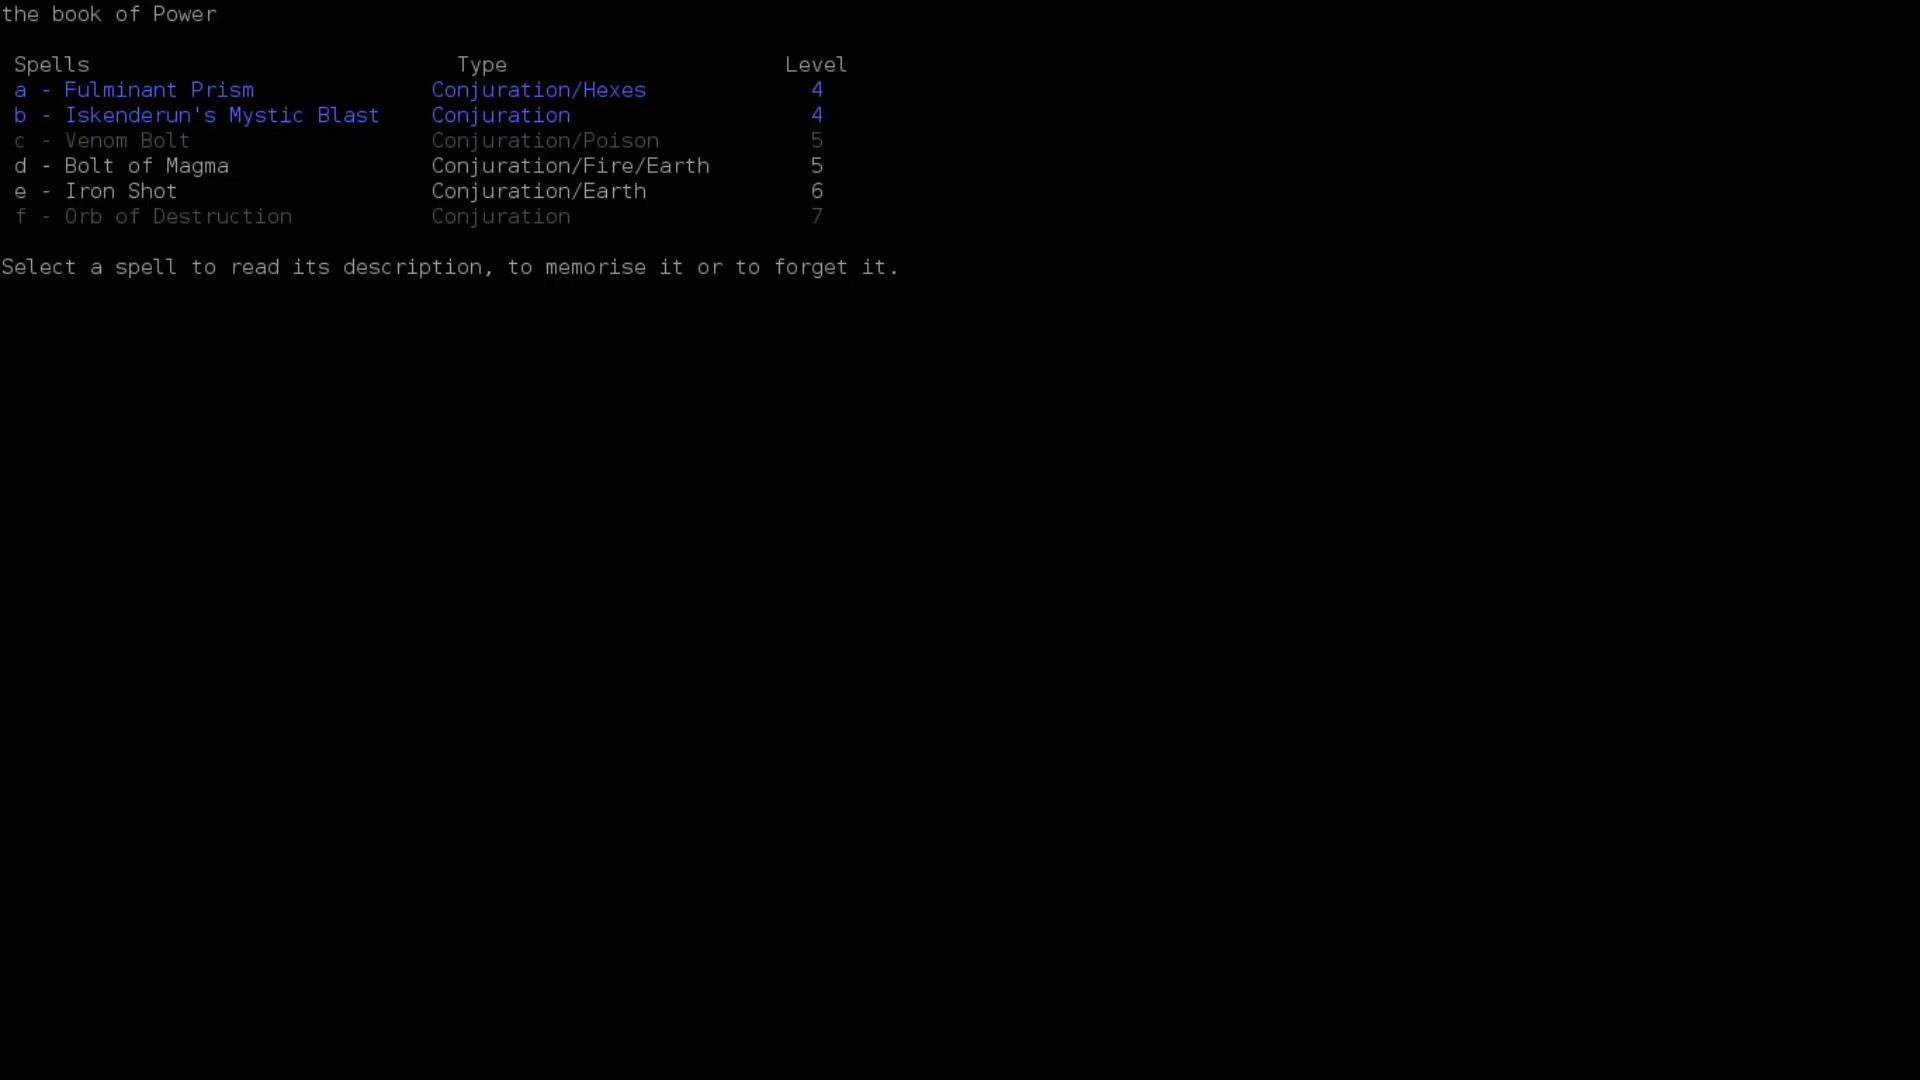 the book of Power
Spells Type Level
a - Fulminant Prism Conjuration/Hexes 4
b - Iskenderun's Mystic Blast Conjuration 4
c - Venom Bolt Conjuration/Poison 5
d - Bolt of Magma Conjuration/Fire/Earth 5
e - Iron Shot Conjuration/Earth 6
f - Orb of Destruction Conjuration 7
Select a spell to read its description, to memorise it or to forget it.